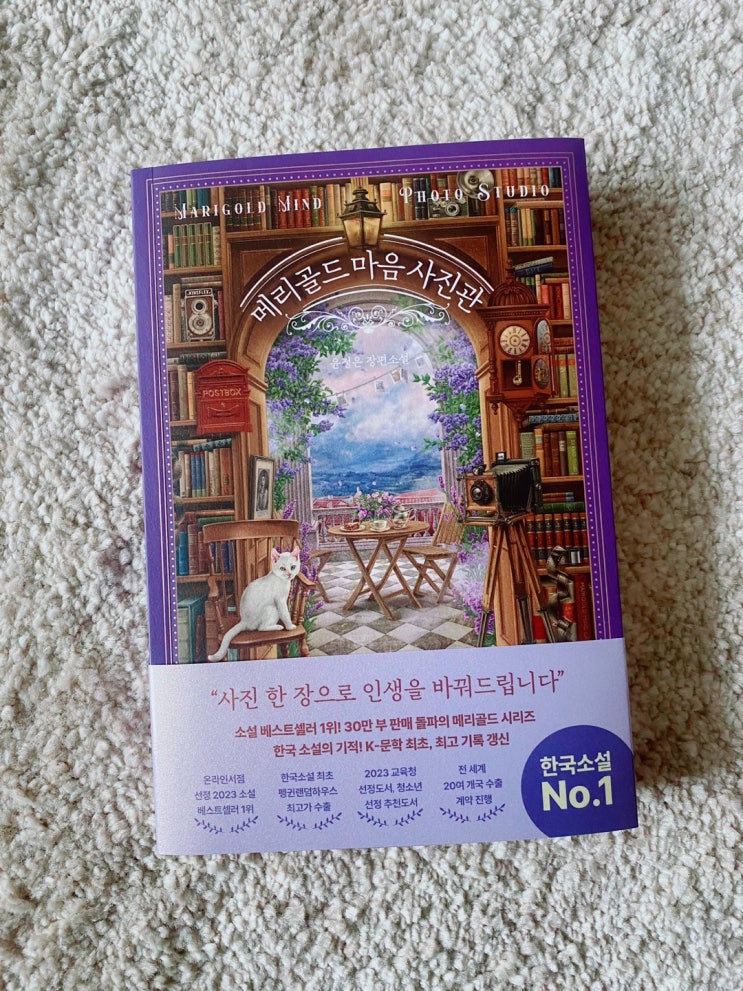 MARIGOLD MIND PHOTO STUDIO
메리골드 마음 사진관
윤정은 장편소설
POSTBOX
“사진 한 장으로 인생을 바꿔드립니다”
소설 베스트셀러 1위! 30만 부 판매 돌파의 메리골드 시리즈
한국 소설의 기적! K-문학 최초, 최고 기록 갱신
온라인서점
선정 2023 소설
베스트셀러 1위
한국소설 최초
펭귄랜덤하우스
최고가 수출
2023 교육청
선정도서, 청소년
선정 추천도서
전 세계
20여 개국 수출
계약 진행
한국소설
No.1